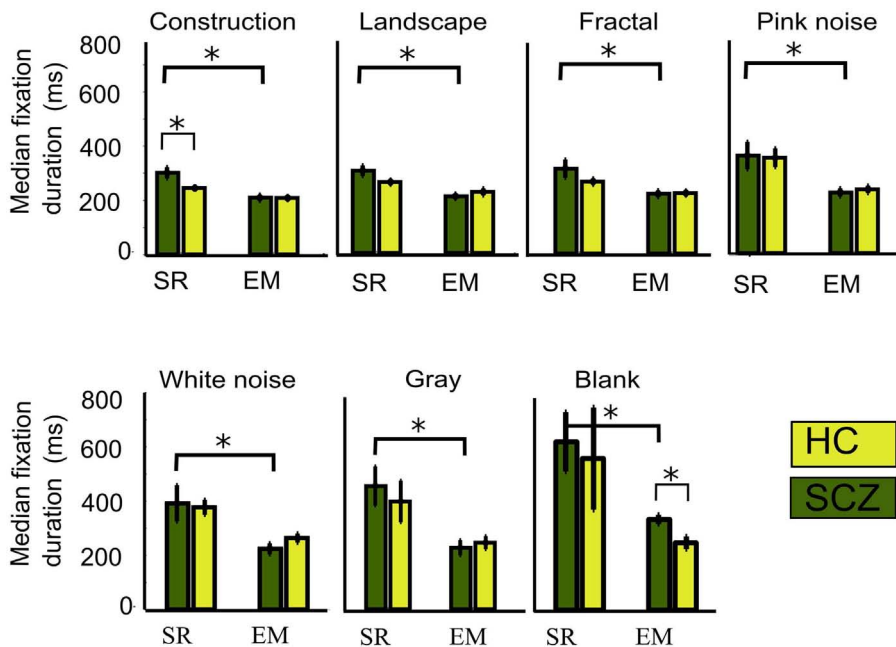 Construction Landscape Fractal Pink noise
Median fixation
duration (ms)
800
600
400
200
0
*
*
*
*
*
SR EM SR EM SR EM SR EM
White noise Gray Blank
Median fixation
duration (ms)
800
600
400
200
0
*
*
*
*
SR EM SR EM SR EM
HC
SCZ